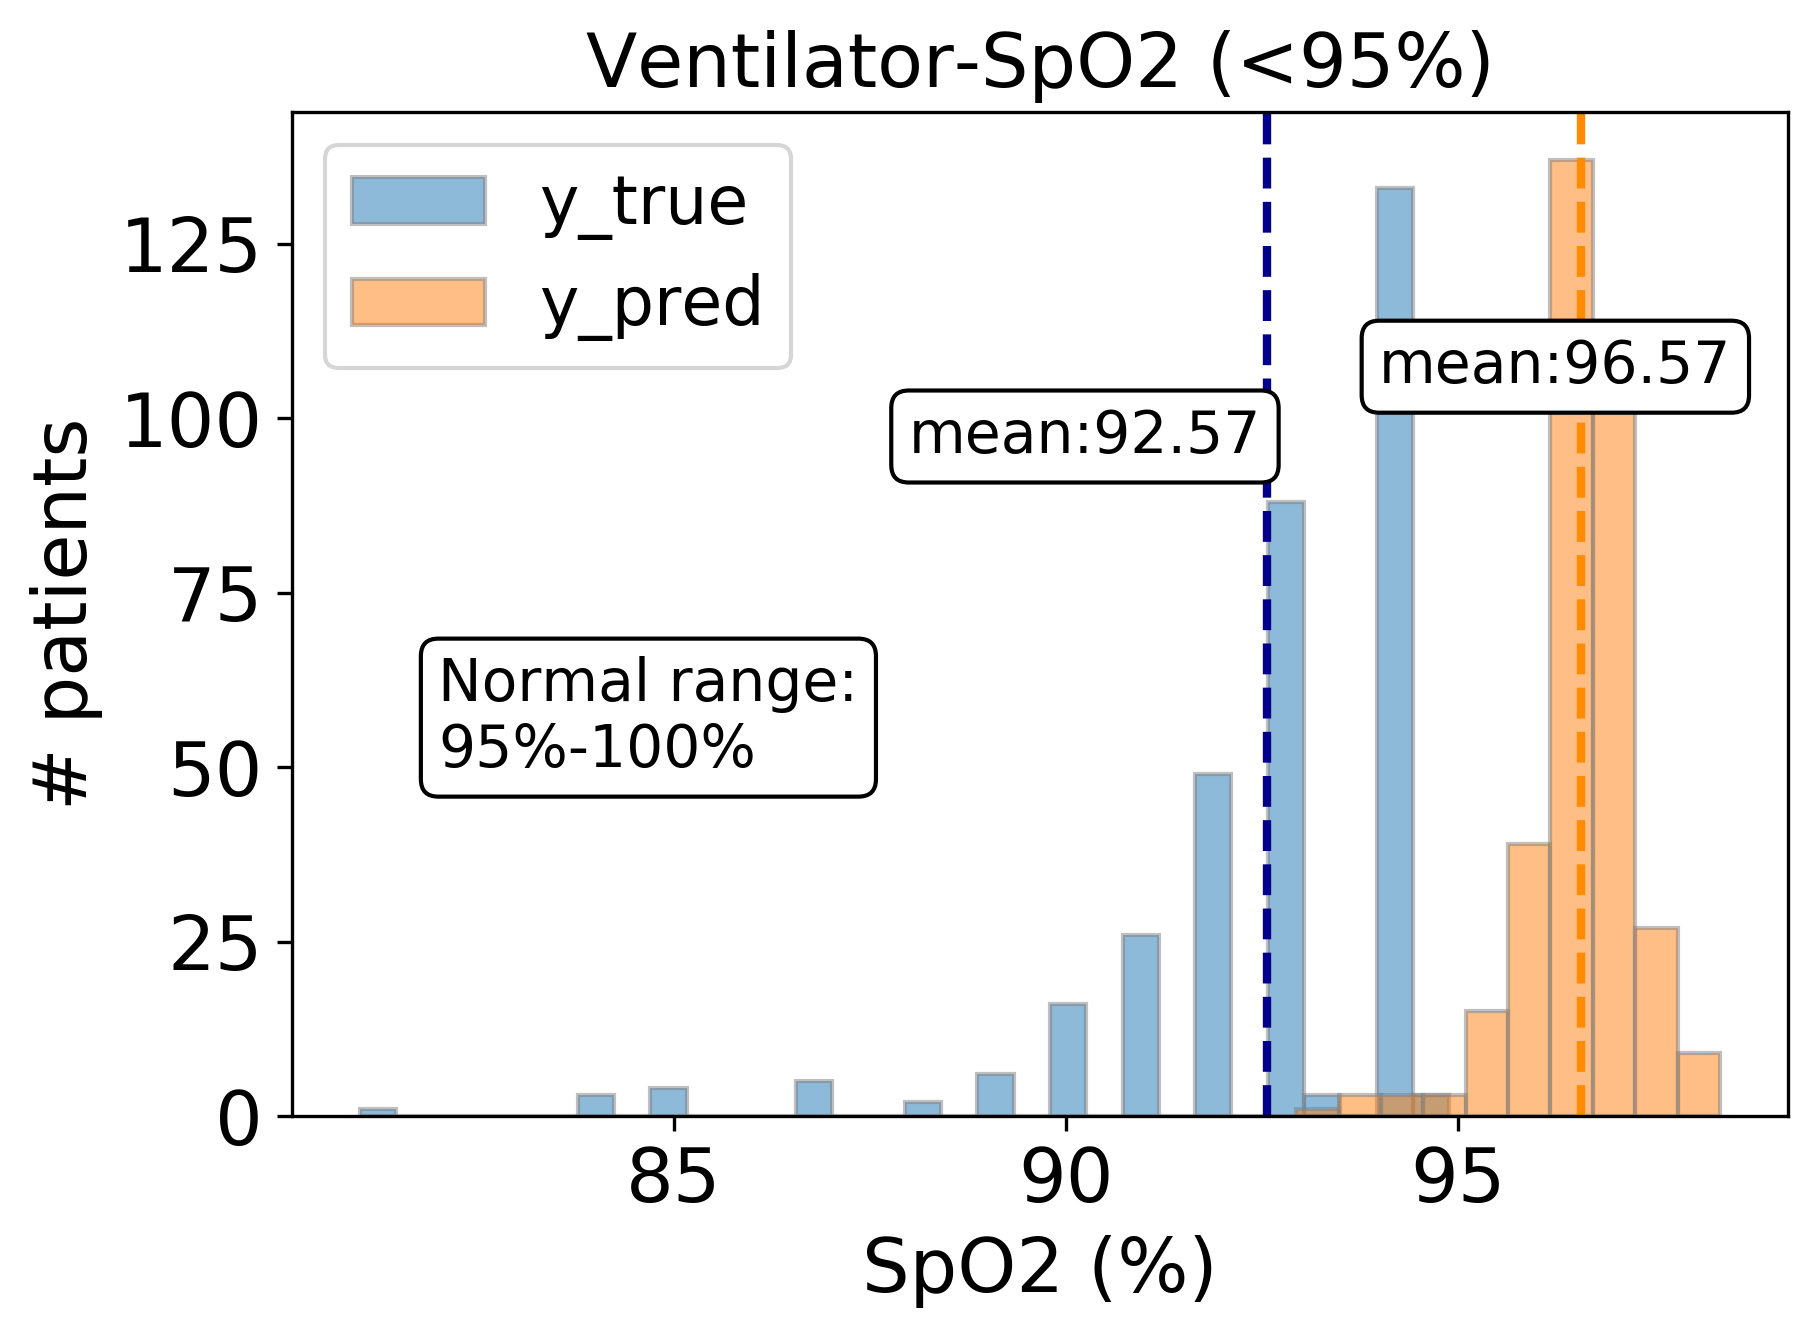 Ventilator-SpO2 (<95%)
y_true
y_pred
mean:96.57
mean:92.57
Normal range:
95%-100%
# patients
125
100
75
50
25
0
85
90
95
SpO2 (%)